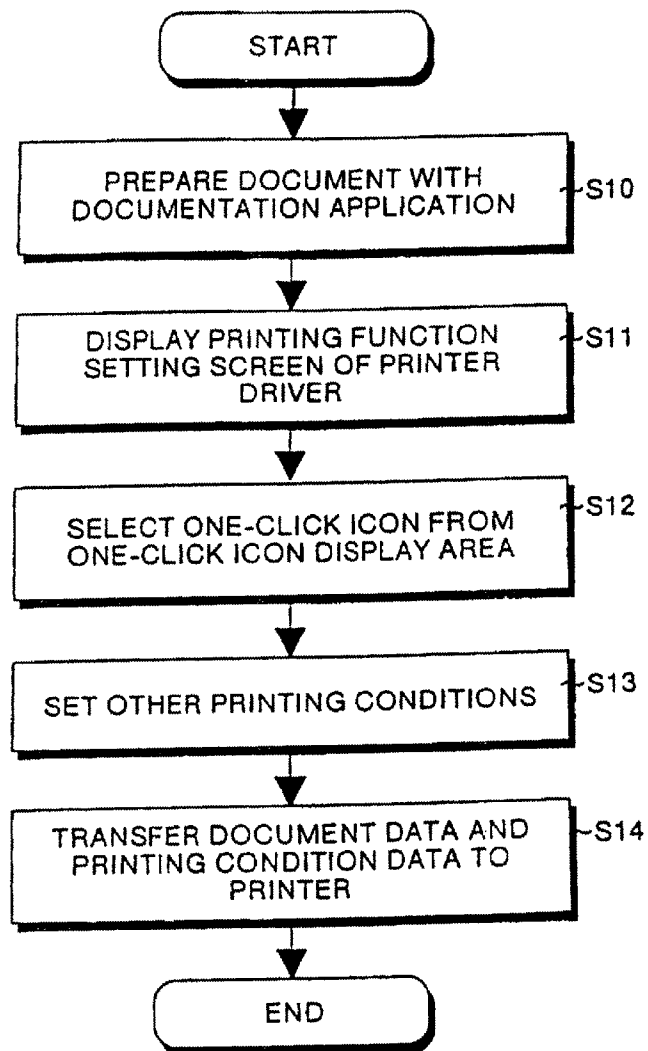 START
PREPARE DOCUMENT WITH
DOCUMENTATION APPLICATION
S10
DISPLAY PRINTING FUNCTION
SETTING SCREEN OF PRINTER
DRIVER
S11
SELECT ONE-CLICK ICON FROM
ONE-CLICK ICON DISPLAY AREA
S12
SET OTHER PRINTING CONDITIONS
S13
TRANSFER DOCUMENT DATA AND
PRINTING CONDITION DATA TO
PRINTER
S14
END